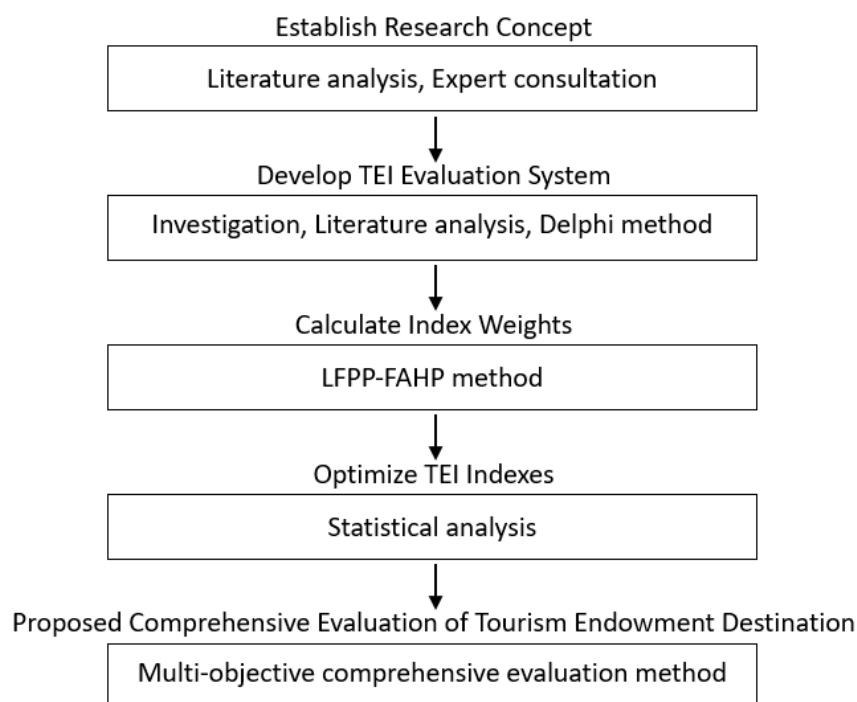 Establish Research Concept
Literature analysis, Expert consultation
Develop TEI Evaluation System
Investigation, Literature analysis, Delphi method
Calculate Index Weights
LFPP-FAHP method
Optimize TEI Indexes
Statistical analysis
Proposed Comprehensive Evaluation of Tourism Endowment Destination
Multi-objective comprehensive evaluation method